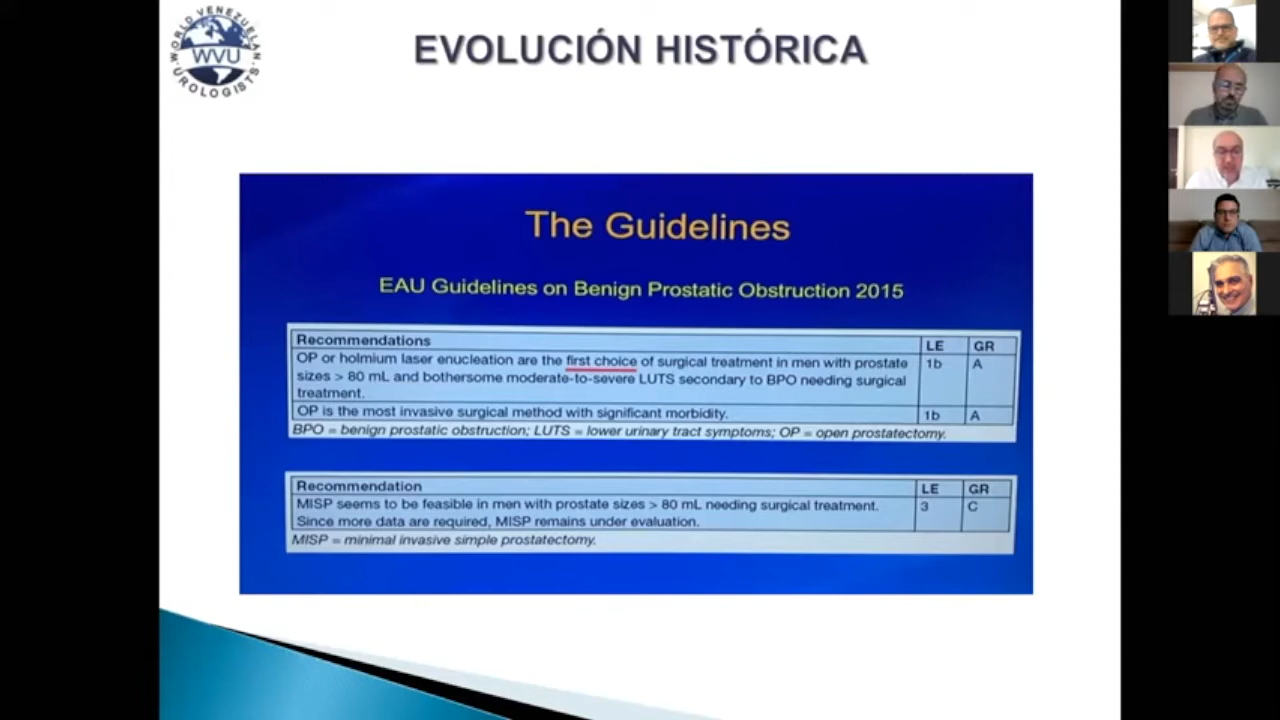 WORLD VENEZUELAN
WVU
UROLOGISTS
EVOLUCIÓN HISTÓRICA
The Guidelines
EAU Guidelines on Benign Prostatic Obstruction 2015
Recommendations LE GR
OP or holmium laser enucleation are the first choice of surgical treatment in men with prostate 1b A
sizes > 80 mL and bothersome moderate-to-severe LUTS secondary to BPO needing surgical
treatment.
OP is the most invasive surgical method with significant morbidity. 1b A
BPO = benign prostatic obstruction; LUTS = lower urinary tract symptoms; OP = open prostatectomy.
Recommendation LE GR
MISP seems to be feasible in men with prostate sizes > 80 mL needing surgical treatment. 3 C
Since more data are required, MISP remains under evaluation.
MISP = minimal invasive simple prostatectomy.